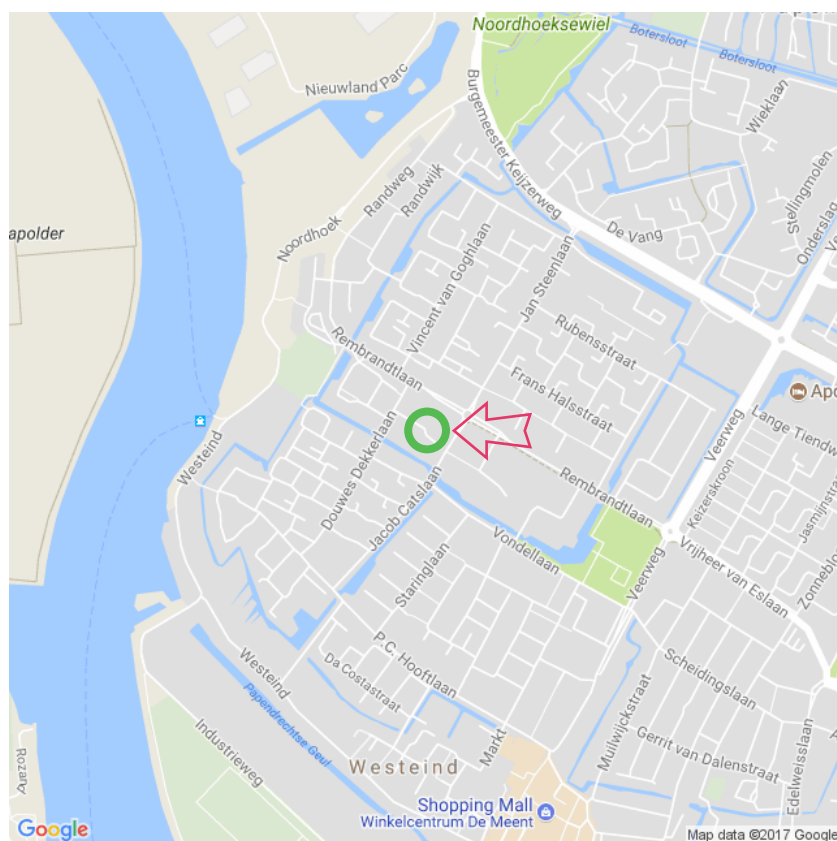 Noordhoeksewiel
Botersloot
Botersloot
Nieuwland Parc
Burgemeester Keijzerweg
Wieklaan
Stellingmolen
Onderslag
Randweg
Randwijk
Noordhoek
apolder
De Vang
Vincent van Goghlaan
Jan Steenlaan
Rubensstraat
Rembrandtlaan
Frans Halsstraat
Apo
Veerweg
Lange Tiendw
Keizerskroon
Jasmijnstra
Westeind
Douwes Dekkerlaan
Jacob Catslaan
Rembrandtlaan
Vondellaan
Vrijheer van Eslaan
Zonneblo
Staringlaan
Veerweg
P.C. Hooftlaan
Da Costastraat
Westeind
Papendrechtse Geul
Scheidingslaan
Muilwijckstraat
Gerrit van Dalenstraat
Edelweisslaan
Industrieweg
Markt
Rozany
Westeind
Shopping Mall
Winkelcentrum De Meent
Google
Map data ©2017 Google